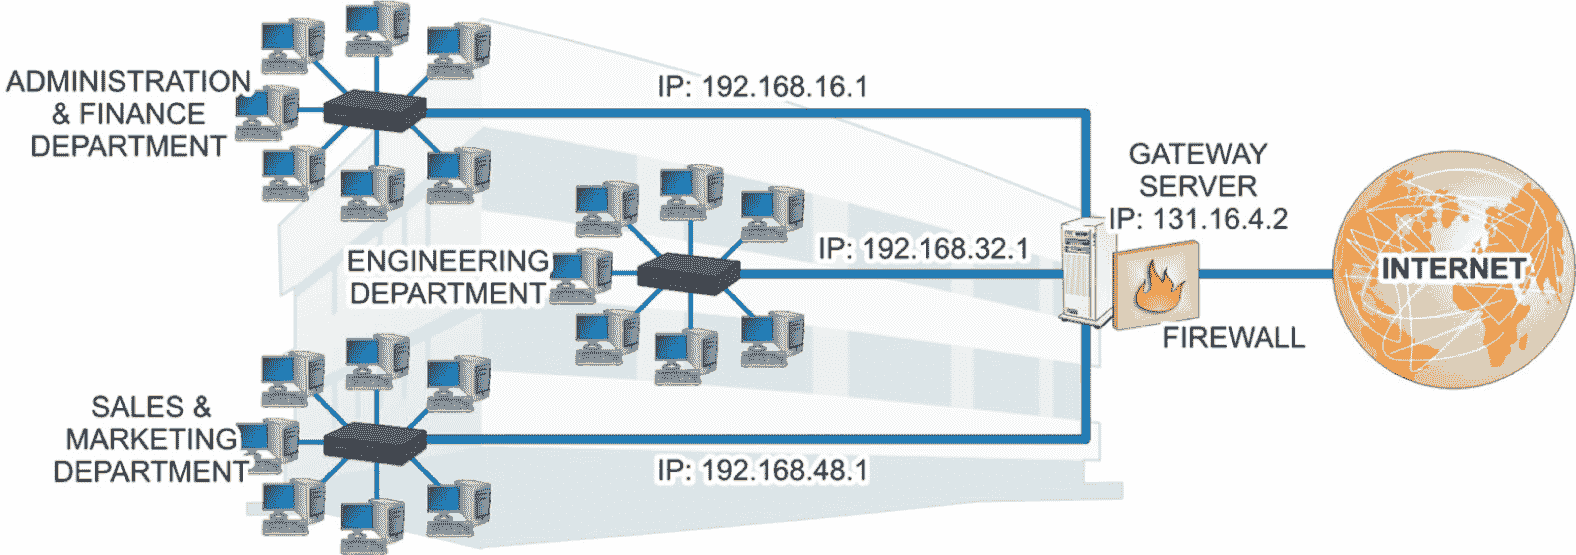 ADMINISTRATION
& FINANCE
DEPARTMENT
IP: 192.168.16.1
GATEWAY
SERVER
IP: 131.16.4.2
ENGINEERING
DEPARTMENT
IP: 192.168.32.1
INTERNET
FIREWALL
SALES &
MARKETING
DEPARTMENT
IP: 192.168.48.1